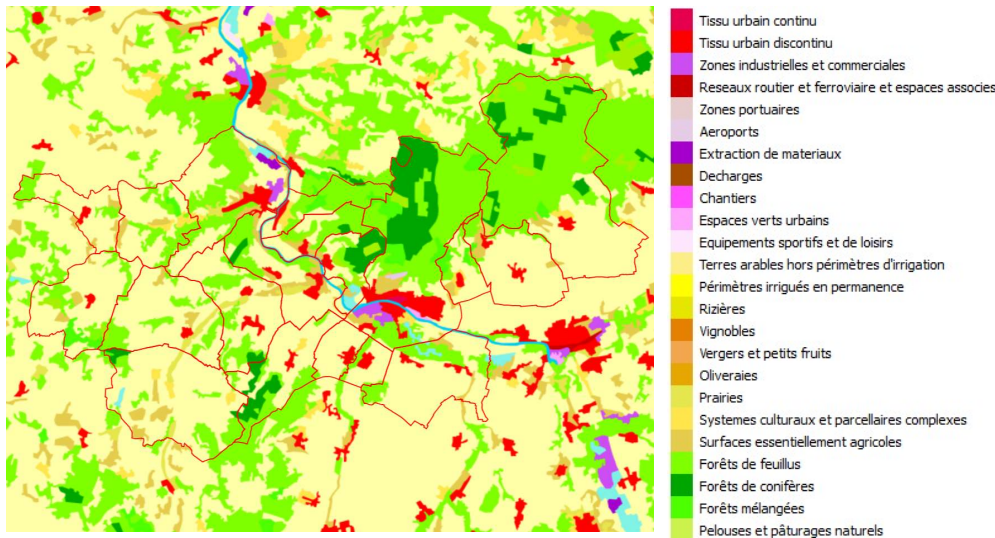 Tissu urbain continu
Tissu urbain discontinu
Zones industrielles et commerciales
Reseaux routier et ferroviaire et espaces associes
Zones portuaires
Aeroports
Extraction de materiaux
Decharges
Chantiers
Espaces verts urbains
Equipements sportifs et de loisirs
Terres arables hors périmètres d'irrigation
Périmètres irrigués en permanence
Rizières
Vignobles
Vergers et petits fruits
Oliveraies
Prairies
Systemes culturaux et parcellaires complexes
Surfaces essentiellement agricoles
Forêts de feuillus
Forêts de conifères
Forêts mélangées
Pelouses et pâturages naturels